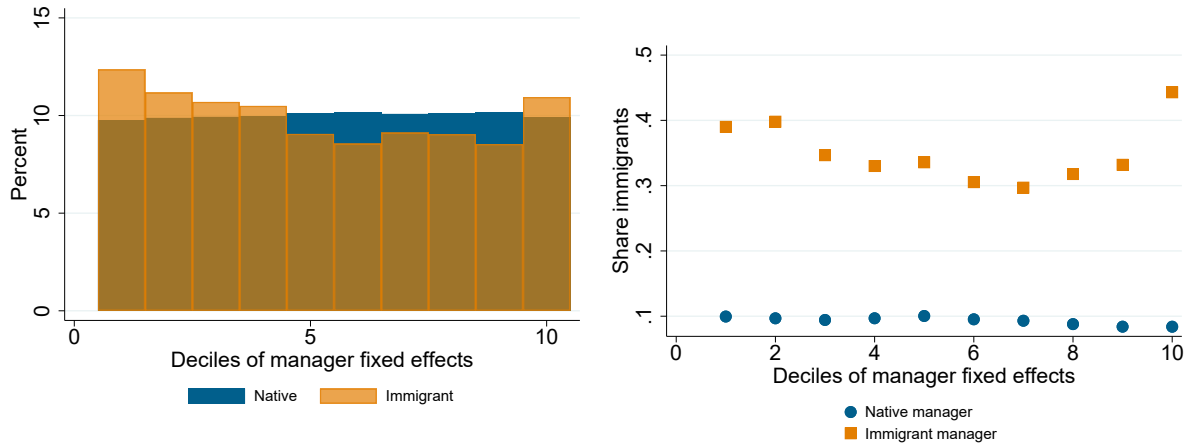 15
10
5
0
Percent
0
5
10
Deciles of manager fixed effects
Native
Immigrant
.5
.4
.3
.2
.1
Share immigrants
0
2
4
6
8
10
Deciles of manager fixed effects
Native manager
Immigrant manager